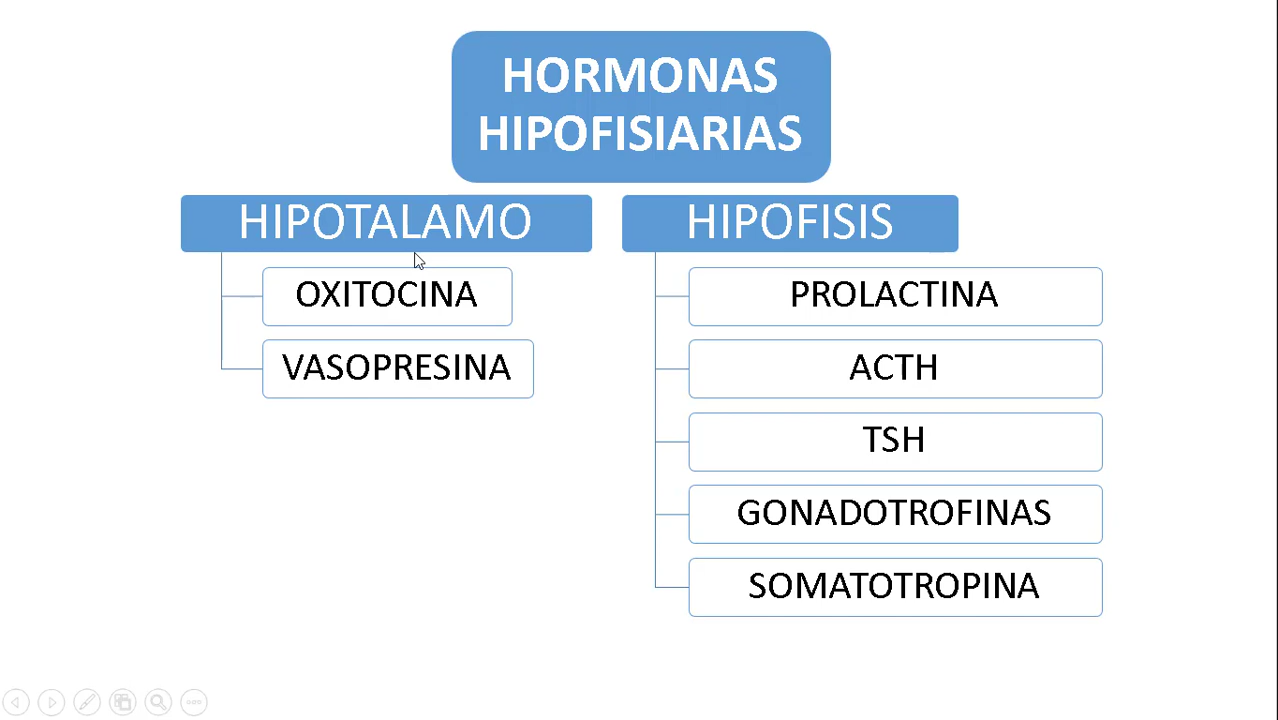 HORMONAS
HIPOFISIARIAS
HIPOTALAMO
OXITOCINA
VASOPRESINA
HIPOFISIS
PROLACTINA
ACTH
TSH
GONADOTROFINAS
SOMATOTROPINA